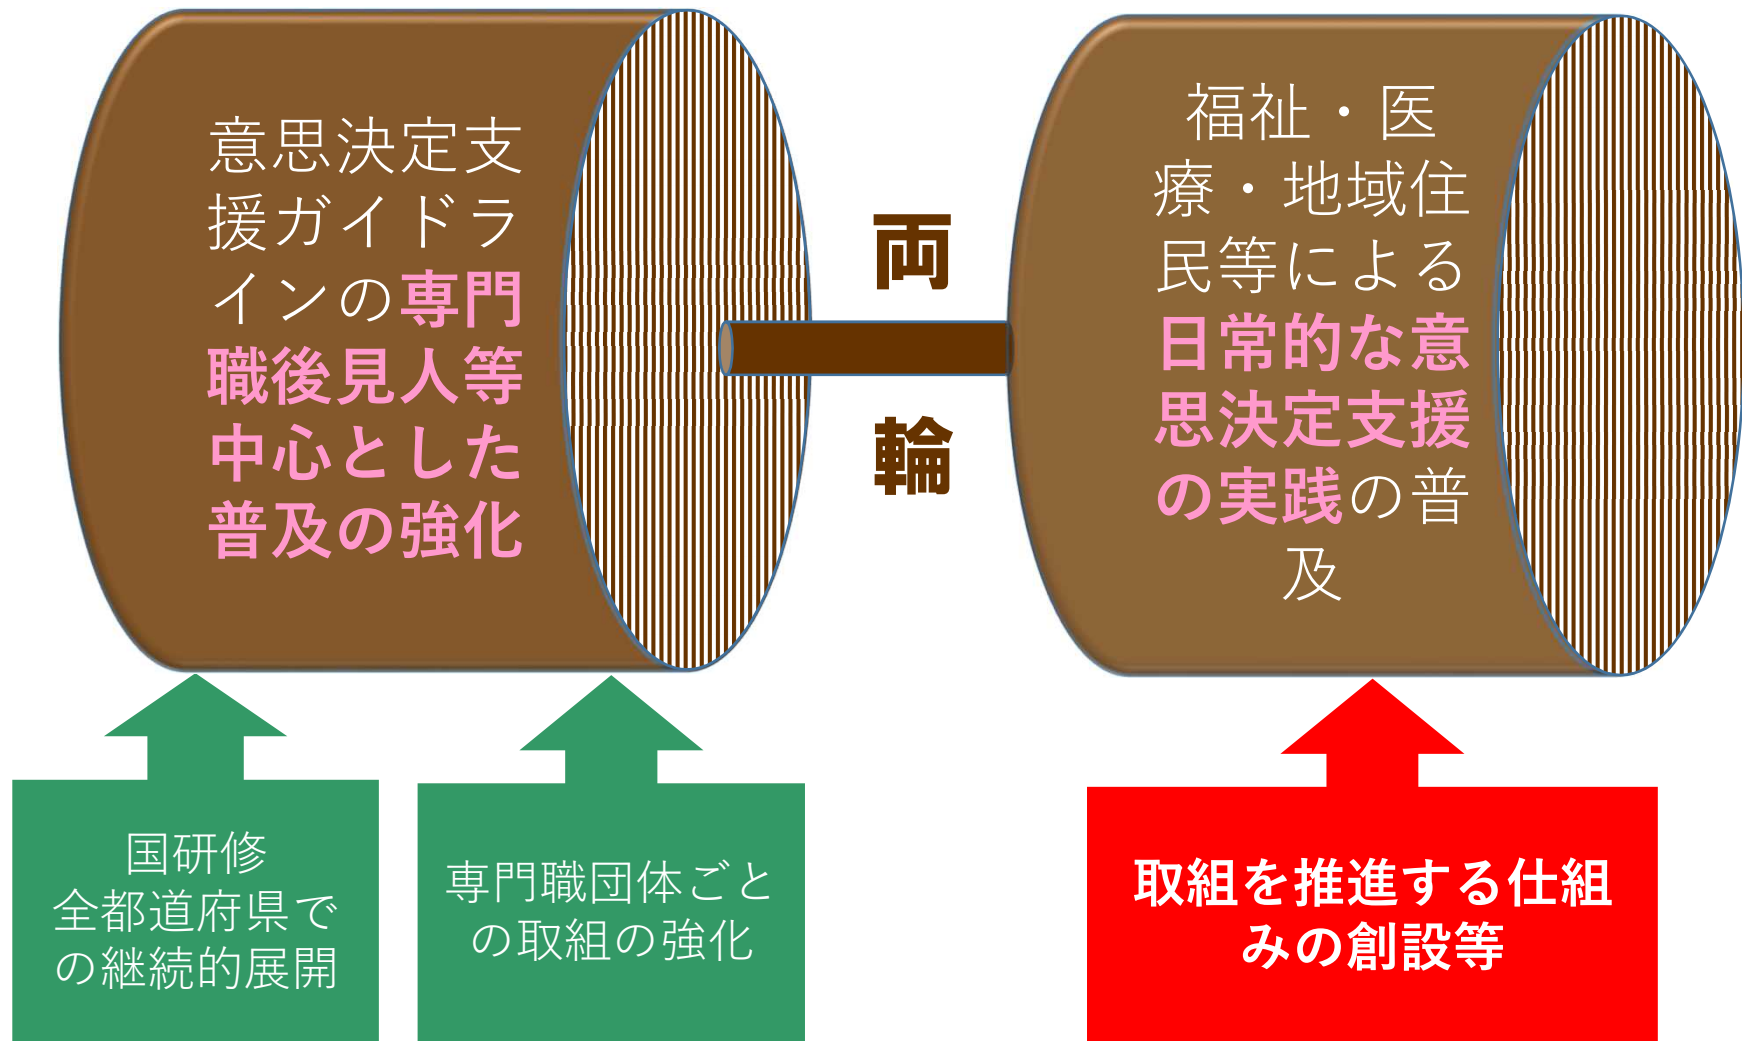 意思決定支
援ガイドラ
インの専門
職後見人等
中心とした
普及の強化
両
輪
福祉・医
療・地域住
民等による
日常的な意
思決定支援
の実践の普
及
国研修
全都道府県で
の継続的展開
専門職団体ごと
の取組の強化
取組を推進する仕組
みの創設等